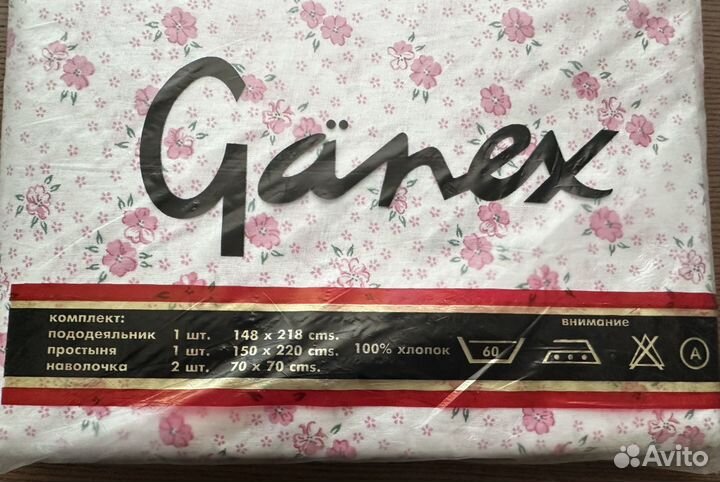 Gänex
комплект:
пододеяльник 1 шт. 148 x 218 cms.
простыня 1 шт. 150 x 220 cms.
наволочка 2 шт. 70 x 70 cms.
100% хлопок
внимание
60
A
Avito